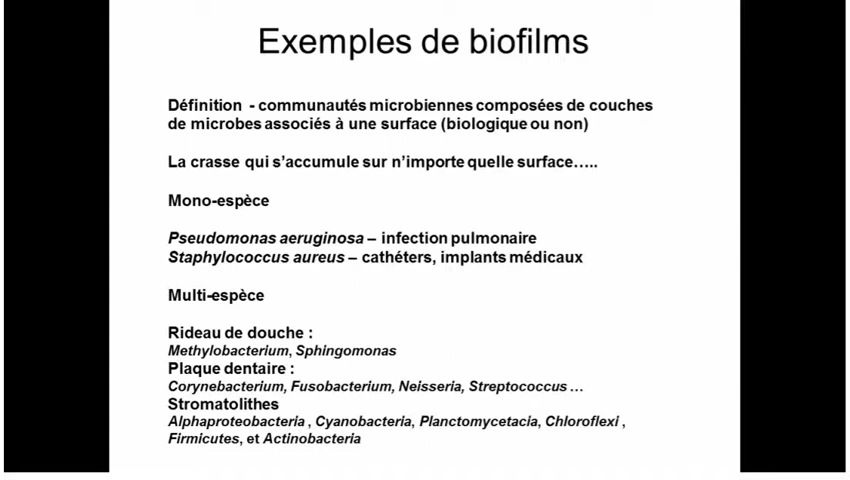 Exemples de biofilms
Définition - communautés microbiennes composées de couches
de microbes associés à une surface (biologique ou non)
La crasse qui s'accumule sur n'importe quelle surface…..
Mono-espèce
Pseudomonas aeruginosa – infection pulmonaire
Staphylococcus aureus – cathéters, implants médicaux
Multi-espèce
Rideau de douche :
Methylobacterium, Sphingomonas
Plaque dentaire :
Corynebacterium, Fusobacterium, Neisseria, Streptococcus …
Stromatolithes
Alphaproteobacteria , Cyanobacteria, Planctomycetacia, Chloroflexi ,
Firmicutes, et Actinobacteria